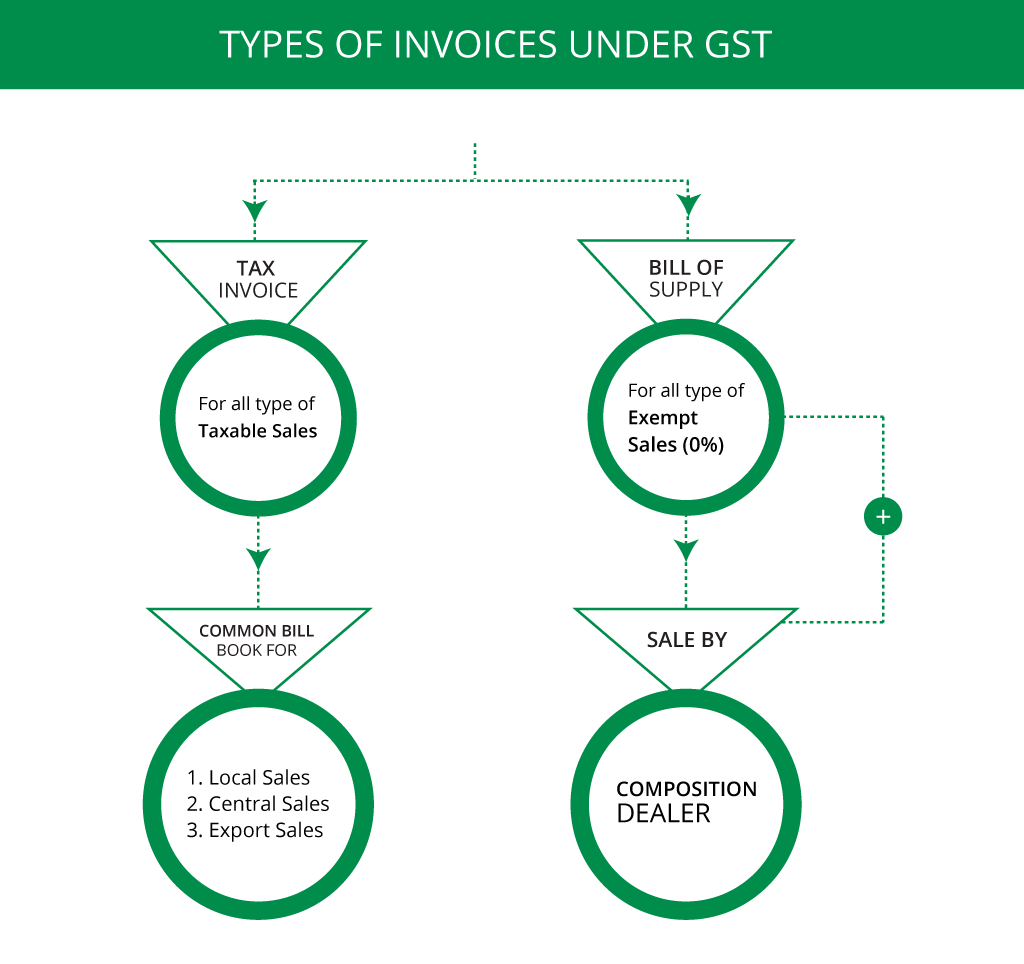 TYPES OF INVOICES UNDER GST
TAX
INVOICE
For all type of
Taxable Sales
COMMON BILL
BOOK FOR
1. Local Sales
2. Central Sales
3. Export Sales
BILL OF
SUPPLY
For all type of
Exempt
Sales (0%)
+
SALE BY
COMPOSITION
DEALER